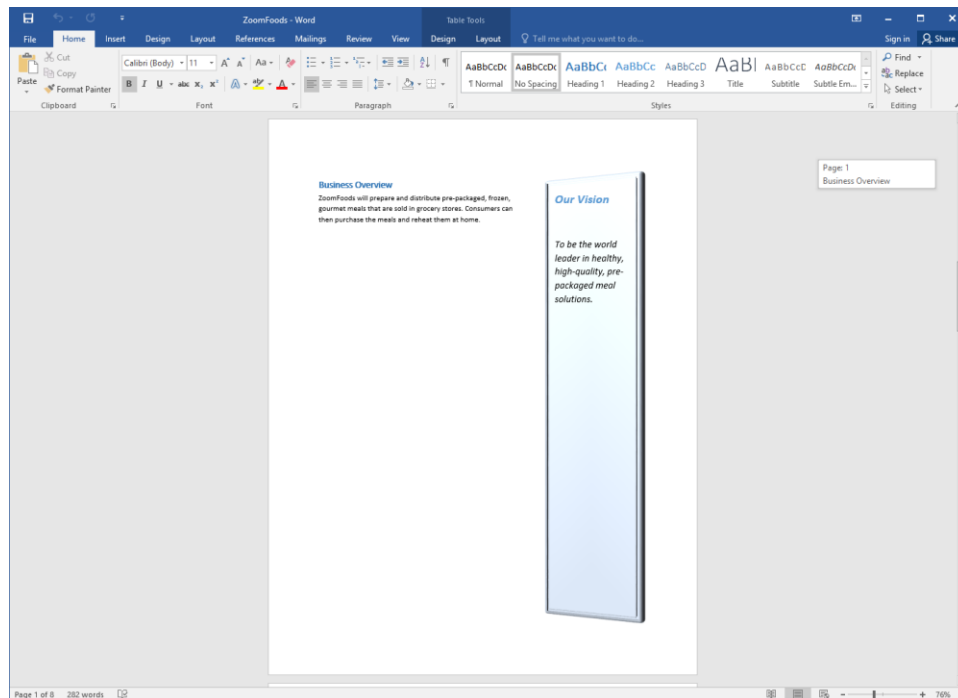 ZoomFoods - Word
Table Tools
File Home Insert Design Layout References Mailings Review View Design Layout Tell me what you want to do... Sign in Share
Paste
Cut
Copy
Format Painter
Clipboard
Calibri (Body) 11 A A Aa
B I U abc x₂ x² A aby A
Font
Paragraph
AaBbCcDc AaBbCcDc AaBbCc AaBbCc AaBbCcD AaBl AaBbCcD AaBbCcDc
¶ Normal No Spacing Heading 1 Heading 2 Heading 3 Title Subtitle Subtle Em...
Styles
Find
Replace
Select
Editing
Page: 1
Business Overview
Business Overview
ZoomFoods will prepare and distribute pre-packaged, frozen,
gourmet meals that are sold in grocery stores. Consumers can
then purchase the meals and reheat them at home.
Our Vision
To be the world
leader in healthy,
high-quality, pre-
packaged meal
solutions.
Page 1 of 8 282 words 76%